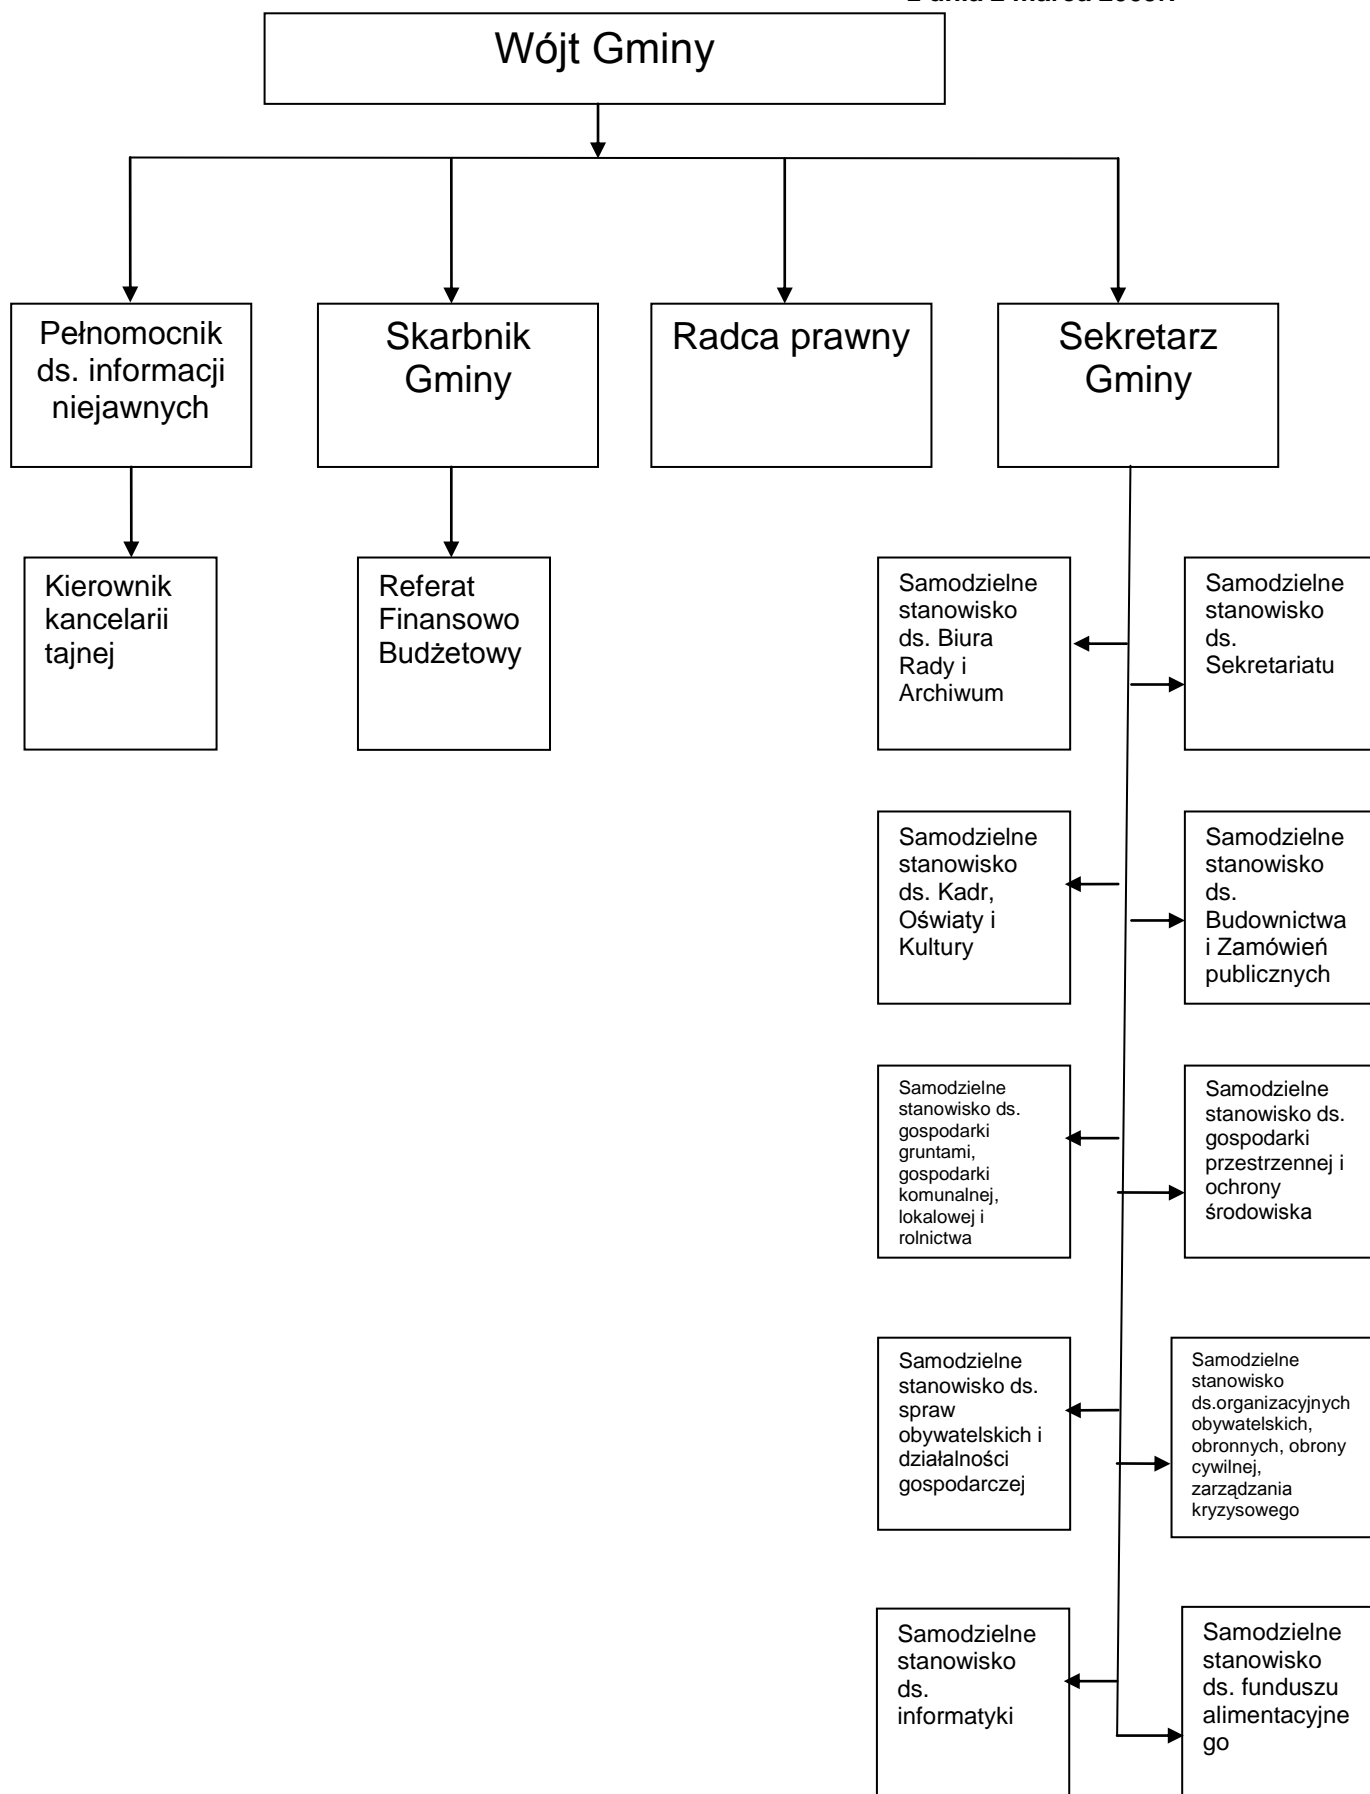 Wójt Gminy
Pełnomocnik
ds. informacji
niejawnych
Skarbnik
Gminy
Radca prawny
Sekretarz
Gminy
Kierownik
kancelarii
tajnej
Referat
Finansowo
Budżetowy
Samodzielne
stanowisko
ds. Biura
Rady i
Archiwum
Samodzielne
stanowisko
ds.
Sekretariatu
Samodzielne
stanowisko
ds. Kadr,
Oświaty i
Kultury
Samodzielne
stanowisko
ds.
Budownictwa
i Zamówień
publicznych
Samodzielne
stanowisko ds.
gospodarki
gruntami,
gospodarki
komunalnej,
lokalowej i
rolnictwa
Samodzielne
stanowisko ds.
gospodarki
przestrzennej i
ochrony
środowiska
Samodzielne
stanowisko ds.
spraw
obywatelskich i
działalności
gospodarczej
Samodzielne
stanowisko
ds.organizacyjnych
obywatelskich,
obronnych, obrony
cywilnej,
zarządzania
kryzysowego
Samodzielne
stanowisko
ds.
informatyki
Samodzielne
stanowisko
ds. funduszu
alimentacyjne
go